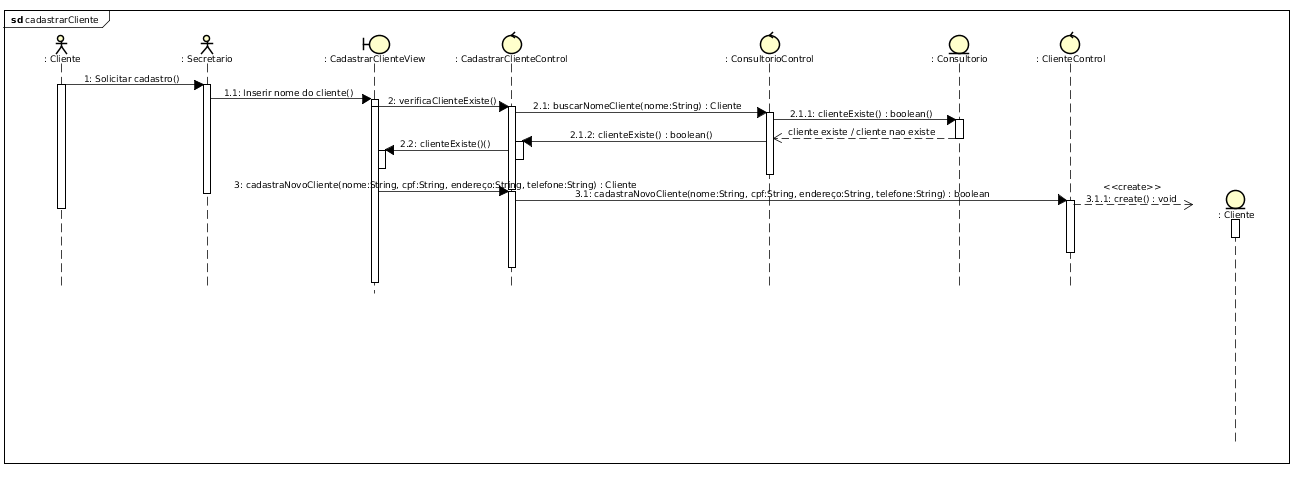 sd cadastrarCliente
: Cliente
: Secretario
: CadastrarClienteView
: CadastrarClienteControl
: ConsultorioControl
: Consultorio
: ClienteControl
1: Solicitar cadastro()
1.1: Inserir nome do cliente()
2: verificaClienteExiste()
2.1: buscarNomeCliente(nome:String) : Cliente
2.1.1: clienteExiste() : boolean()
cliente existe / cliente nao existe
2.1.2: clienteExiste() : boolean()
2.2: clienteExiste()()
3: cadastraNovoCliente(nome:String, cpf:String, endereço:String, telefone:String) : Cliente
3.1: cadastraNovoCliente(nome:String, cpf:String, endereço:String, telefone:String) : boolean
<<create>>
3.1.1: create() : void
: Cliente